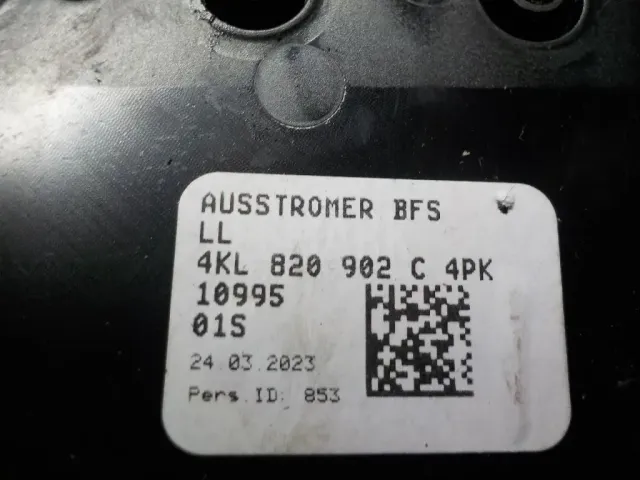 AUSSTROMER BFS
LL
4KL 820 902 C 4PK
10995
01S
24.03.2023
Pers.ID: 853